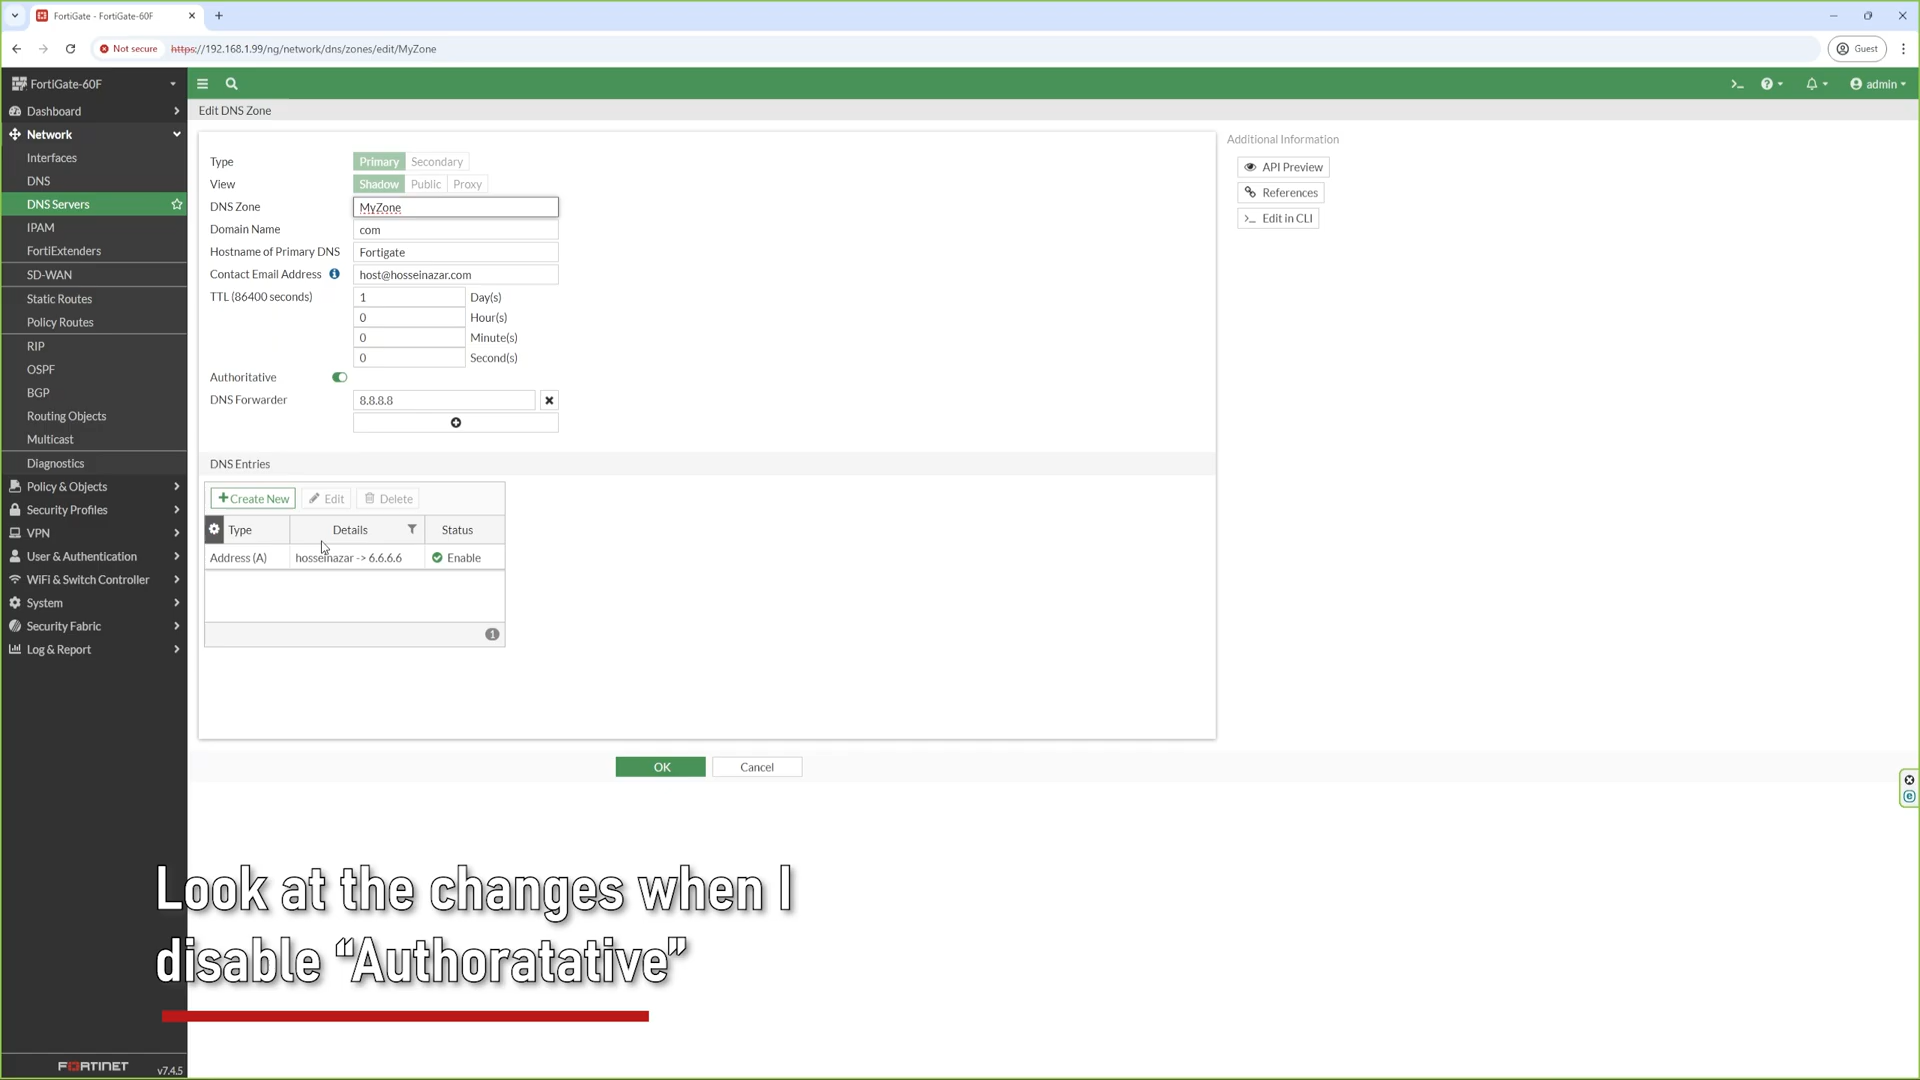 FortiGate - FortiGate-60F
Not secure
https://192.168.1.99/ng/network/dns/zones/edit/MyZone
Guest
FortiGate-60F
admin
Dashboard
Network
Interfaces
DNS
DNS Servers
IPAM
FortiExtenders
SD-WAN
Static Routes
Policy Routes
RIP
OSPF
BGP
Routing Objects
Multicast
Diagnostics
Policy & Objects
Security Profiles
VPN
User & Authentication
WiFi & Switch Controller
System
Security Fabric
Log & Report
FORTINET v7.4.5
Edit DNS Zone
Type Primary Secondary
View Shadow Public Proxy
DNS Zone MyZone
Domain Name com
Hostname of Primary DNS Fortigate
Contact Email Address host@hosseinazar.com
TTL (86400 seconds) 1 Day(s)
0 Hour(s)
0 Minute(s)
0 Second(s)
Authoritative
DNS Forwarder 8.8.8.8
DNS Entries
Create New Edit Delete
Type Details Status
Address (A) hosseinazar -> 6.6.6.6 Enable
1
OK Cancel
Additional Information
API Preview
References
>_ Edit in CLI
Look at the changes when I
disable “Authoratative”